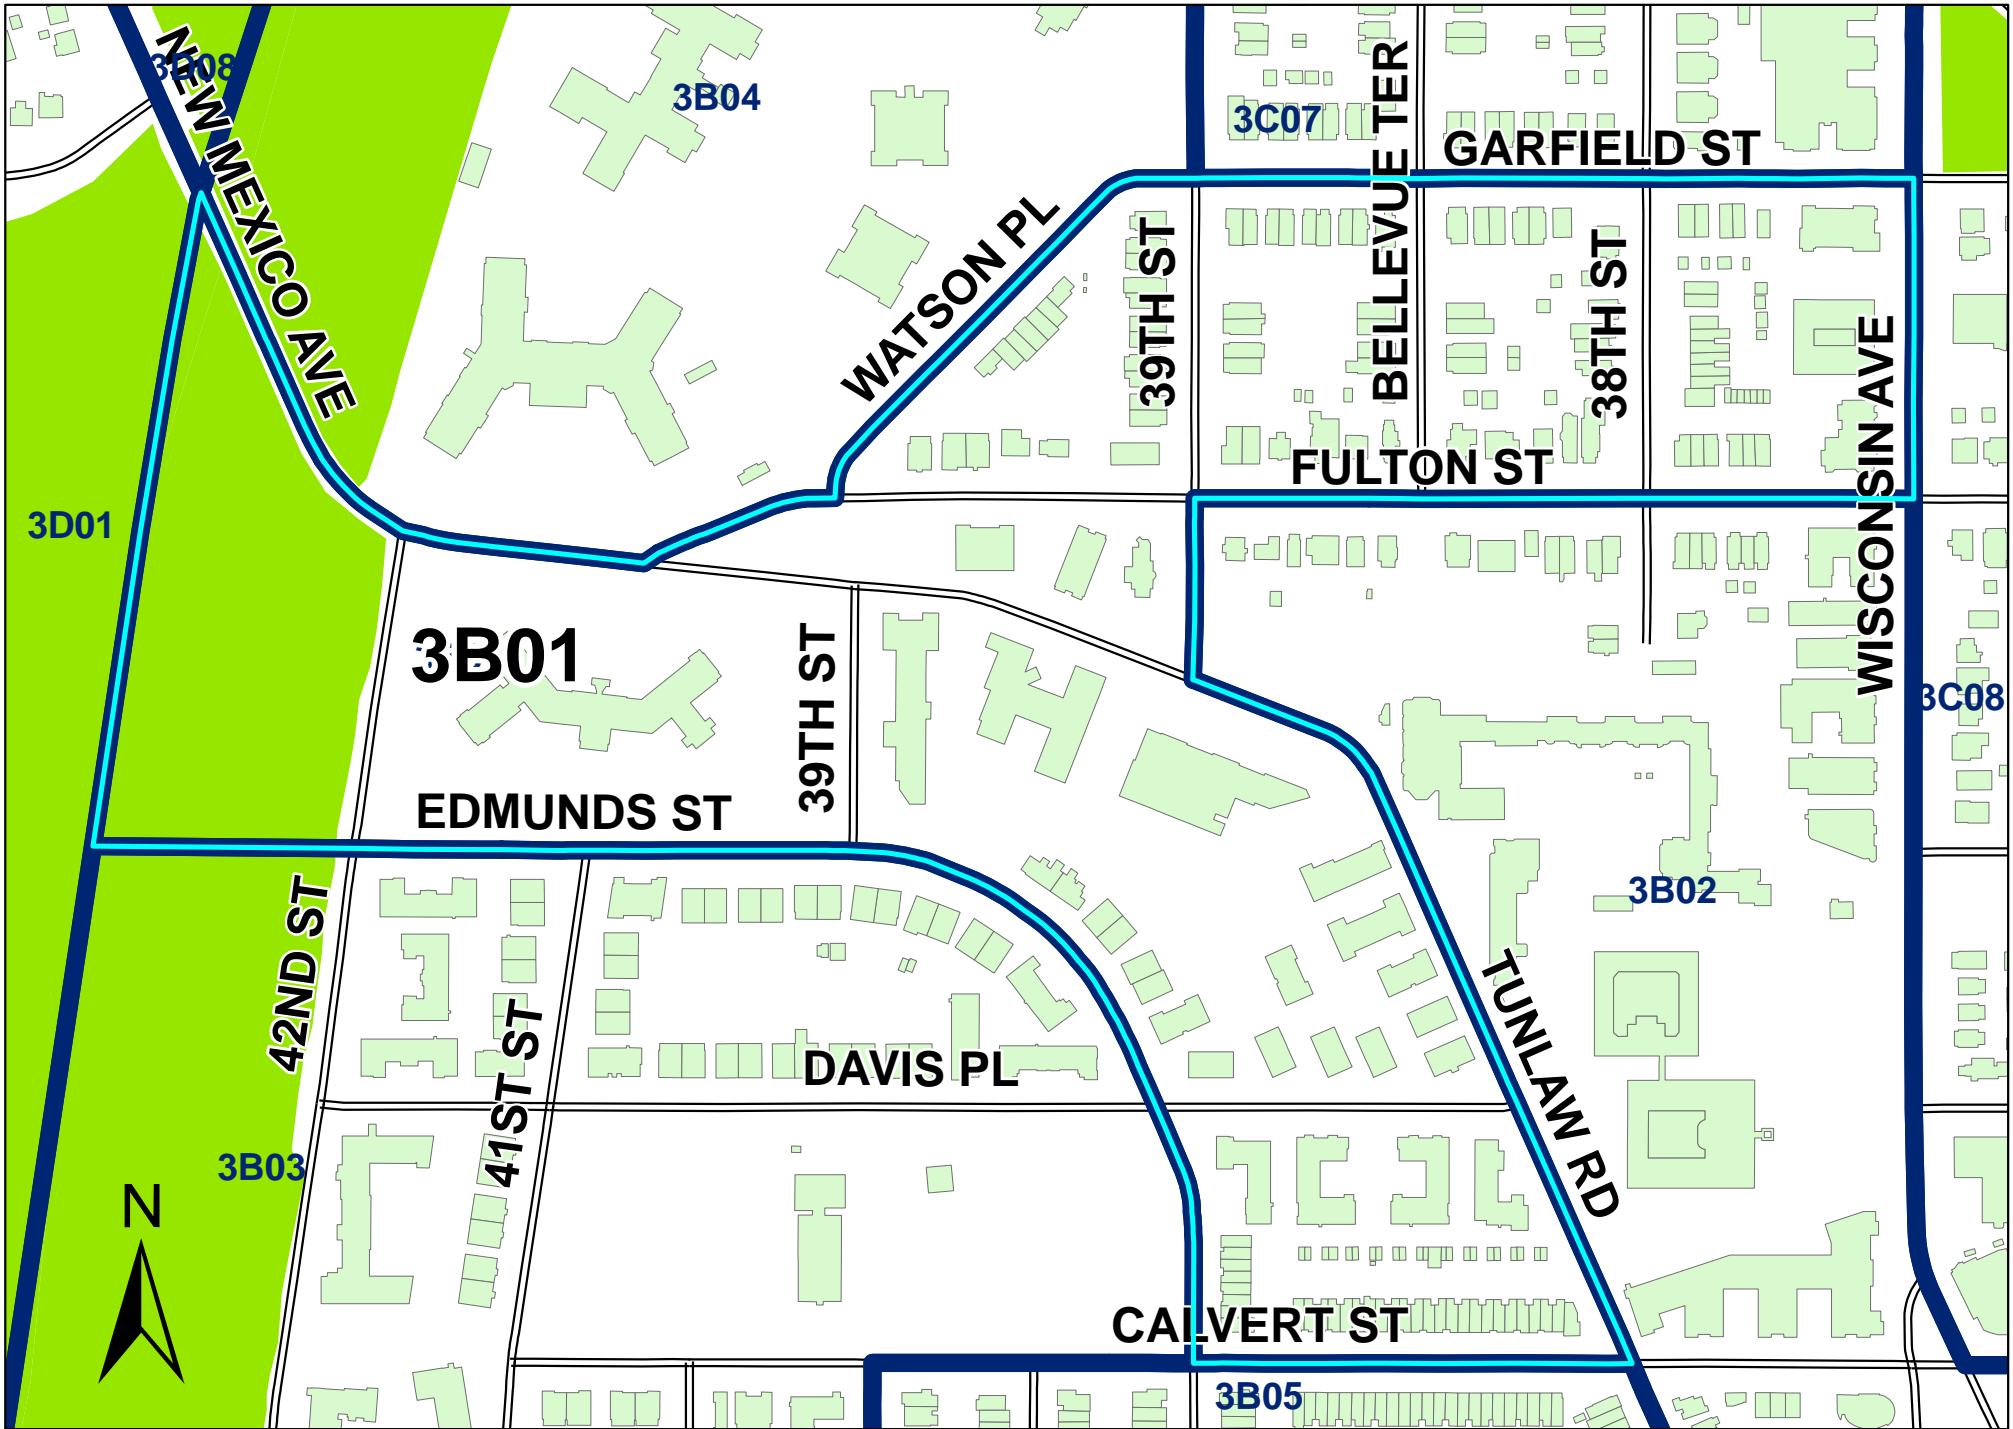 3D08
NEW MEXICO AVE
3B04
3C07
BELLEVUE TER
GARFIELD ST
WATSON PL
39TH ST
38TH ST
WISCONSIN AVE
FULTON ST
3D01
3B01
39TH ST
3C08
EDMUNDS ST
3B02
42ND ST
41ST ST
DAVIS PL
TUNLAW RD
3B03
N
CALVERT ST
3B05